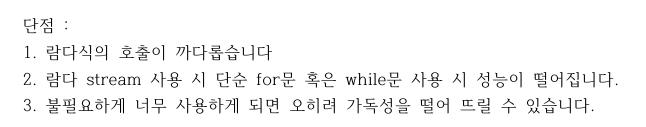 단점 :
1. 람다식의 호출이 까다롭습니다
2. 람다 stream 사용 시 단순 for문 혹은 while문 사용 시 성능이 떨어집니다.
3. 불필요하게 너무 사용하게 되면 오히려 가독성을 떨어 뜨릴 수 있습니다.